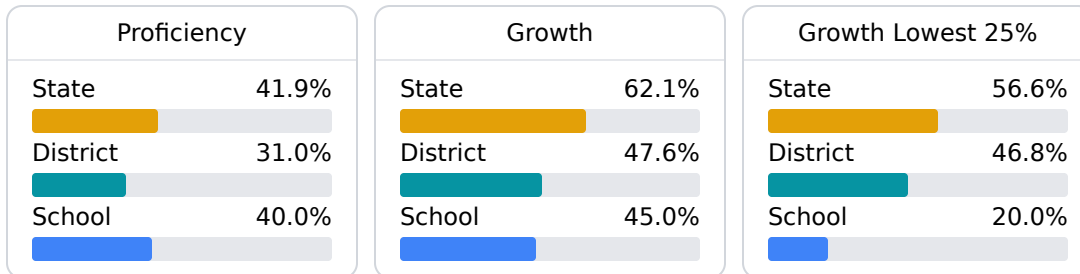 Proficiency
State 41.9%
District 31.0%
School 40.0%
Growth
State 62.1%
District 47.6%
School 45.0%
Growth Lowest 25%
State 56.6%
District 46.8%
School 20.0%